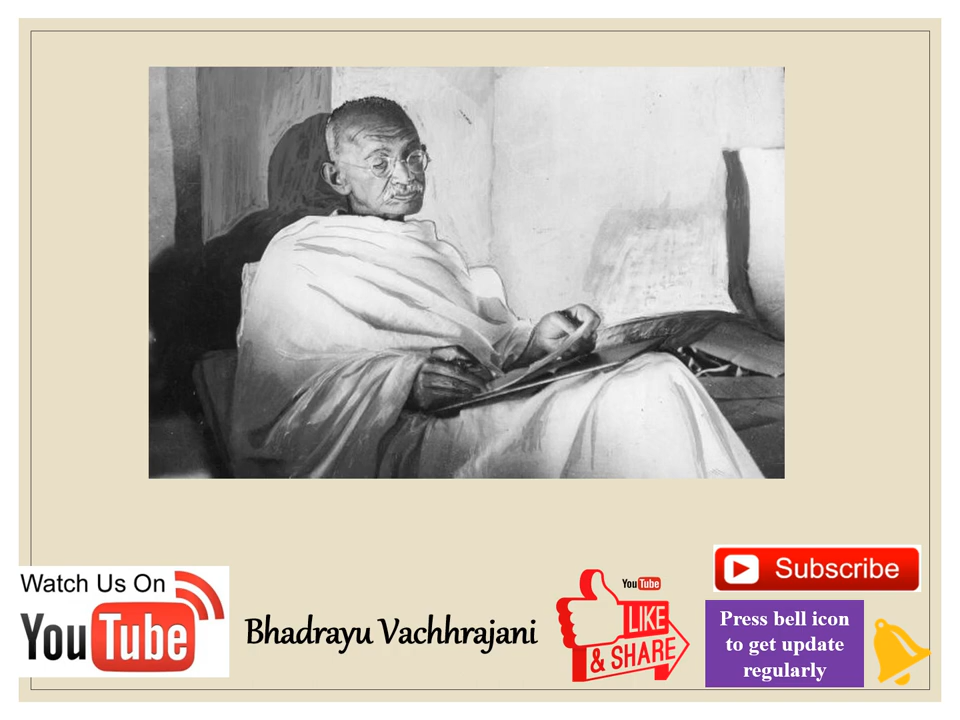 Watch Us On
YouTube
Bhadrayu Vachhrajani
YouTube
LIKE
& SHARE
Subscribe
Press bell icon
to get update
regularly